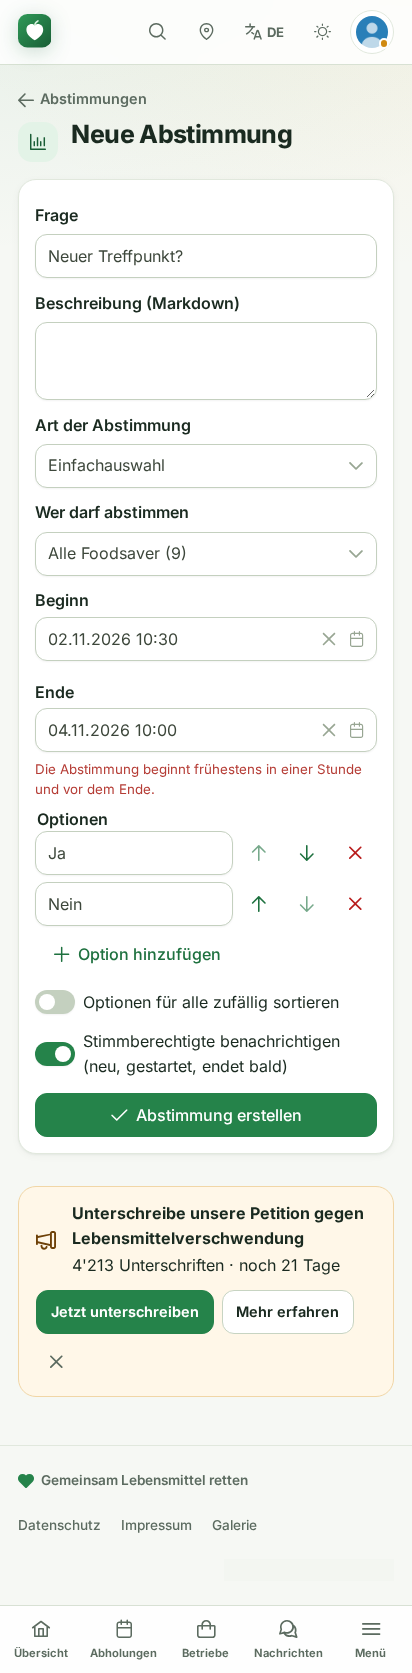 DE
Abstimmungen
Neue Abstimmung
Frage
Neuer Treffpunkt?
Beschreibung (Markdown)
Art der Abstimmung
Einfachauswahl
Wer darf abstimmen
Alle Foodsaver (9)
Beginn
02.11.2026 10:30
Ende
04.11.2026 10:00
Die Abstimmung beginnt frühestens in einer Stunde
und vor dem Ende.
Optionen
Ja
Nein
Option hinzufügen
Optionen für alle zufällig sortieren
Stimmberechtigte benachrichtigen
(neu, gestartet, endet bald)
Abstimmung erstellen
Unterschreibe unsere Petition gegen
Lebensmittelverschwendung
4'213 Unterschriften · noch 21 Tage
Jetzt unterschreiben Mehr erfahren
Gemeinsam Lebensmittel retten
Datenschutz Impressum Galerie
Übersicht Abholungen Betriebe Nachrichten Menü